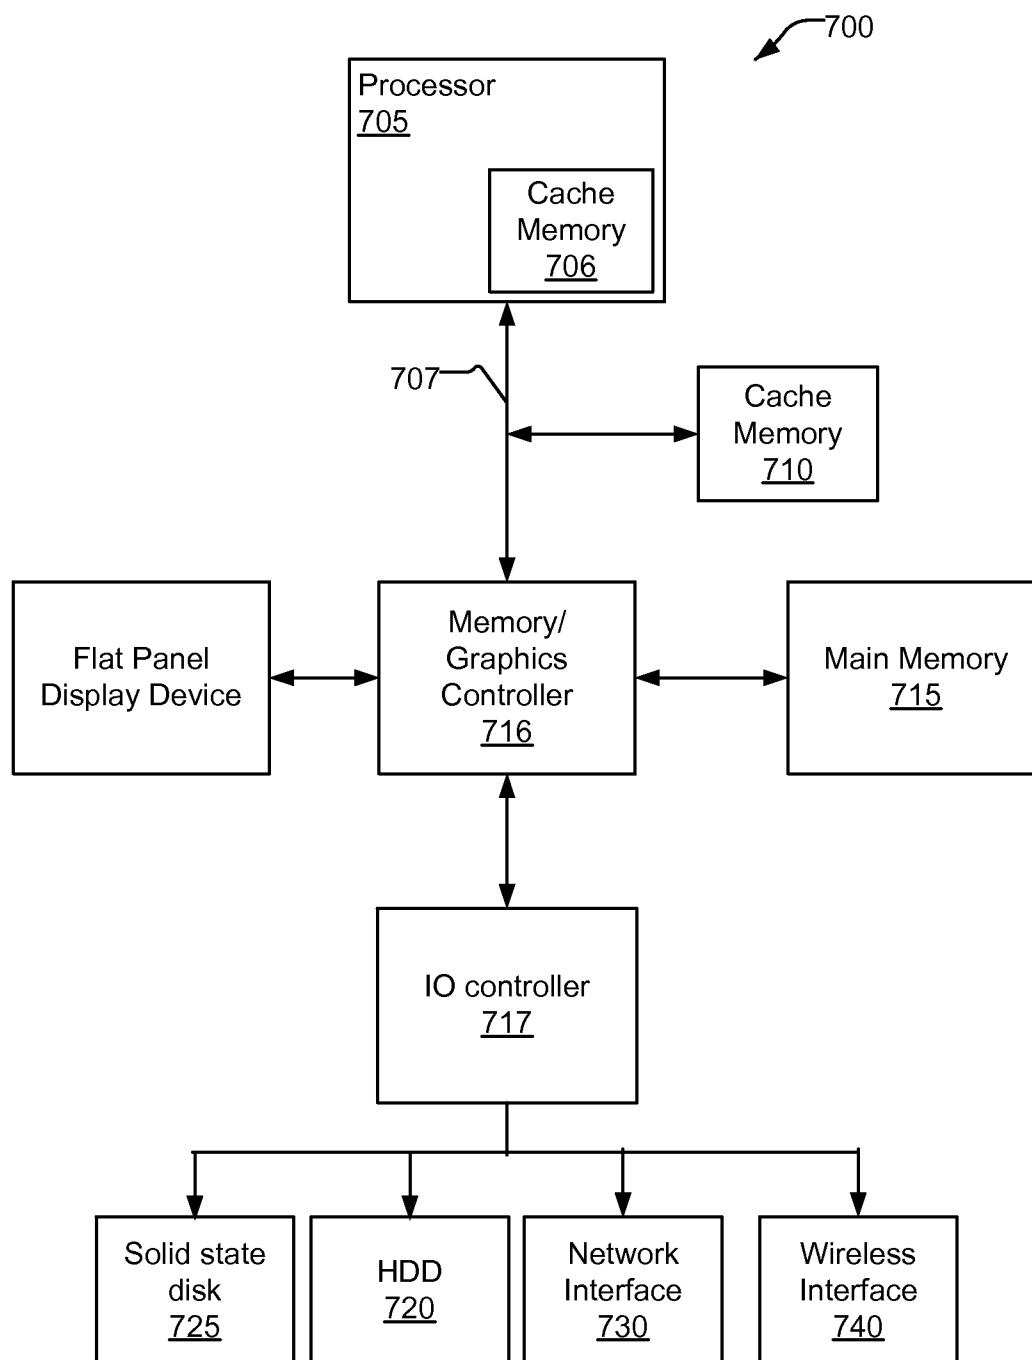 700
Processor
705
Cache
Memory
706
707
Cache
Memory
710
Flat Panel
Display Device
Memory/
Graphics
Controller
716
Main Memory
715
IO controller
717
Solid state
disk
725
HDD
720
Network
Interface
730
Wireless
Interface
740